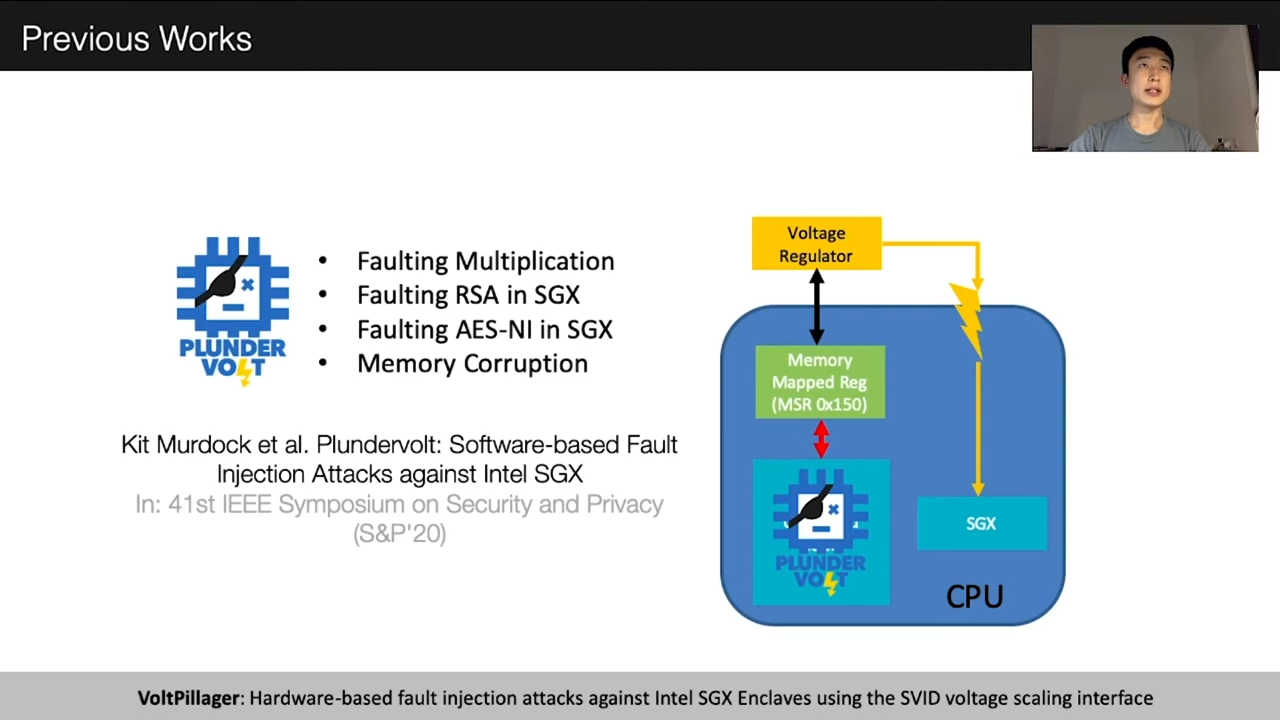 Previous Works
PLUNDER
VOLT
• Faulting Multiplication
• Faulting RSA in SGX
• Faulting AES-NI in SGX
• Memory Corruption
Kit Murdock et al. Plundervolt: Software-based Fault
Injection Attacks against Intel SGX
In: 41st IEEE Symposium on Security and Privacy
(S&P'20)
Voltage
Regulator
Memory
Mapped Reg
(MSR 0x150)
PLUNDER
VOLT
SGX
CPU
VoltPillager: Hardware-based fault injection attacks against Intel SGX Enclaves using the SVID voltage scaling interface